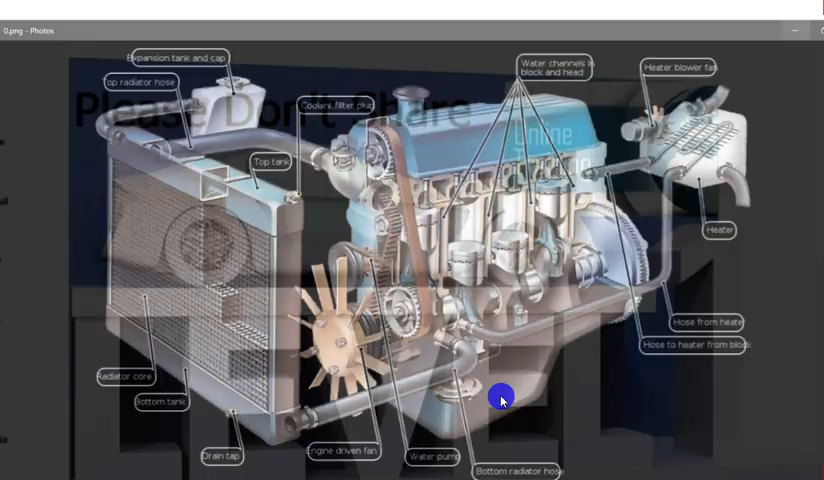 0.png - Photos
Expansion tank and cap
Top radiator hose
Please Don't Share
Coolant filler plug
Top tank
Water channels in
block and head
Heater blower fan
Online
Heater
Hose from heater
Hose to heater from block
Radiator core
Bottom tank
Drain tap
Engine driven fan
Water pump
Bottom radiator hose